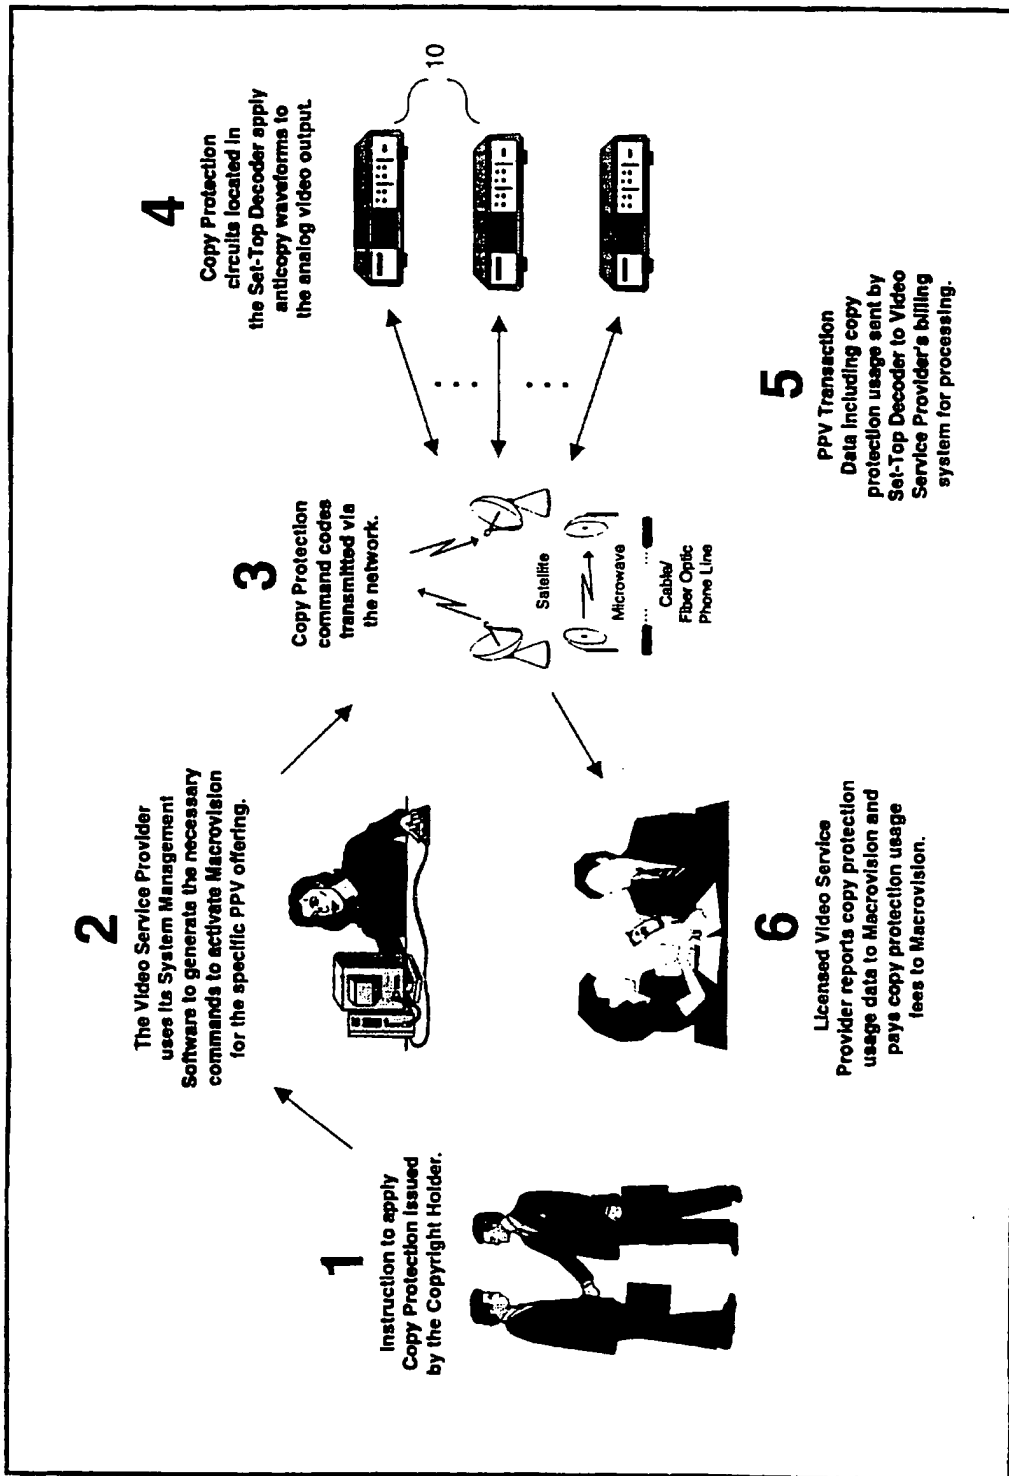 1
Instruction to apply
Copy Protection issued
by the Copyright Holder.
2
The Video Service Provider
uses its System Management
Software to generate the necessary
commands to activate Macrovision
for the specific PPV offering.
3
Copy Protection
command codes
transmitted via
the network.
Satellite
Microwave
Cable/
Fiber Optic
Phone Line
4
Copy Protection
circuits located in
the Set-Top Decoder apply
anticopy waveforms to
the analog video output.
10
5
PPV Transaction
Data including copy
protection usage sent by
Set-Top Decoder to Video
Service Provider's billing
system for processing.
6
Licensed Video Service
Provider reports copy protection
usage data to Macrovision and
pays copy protection usage
fees to Macrovision.